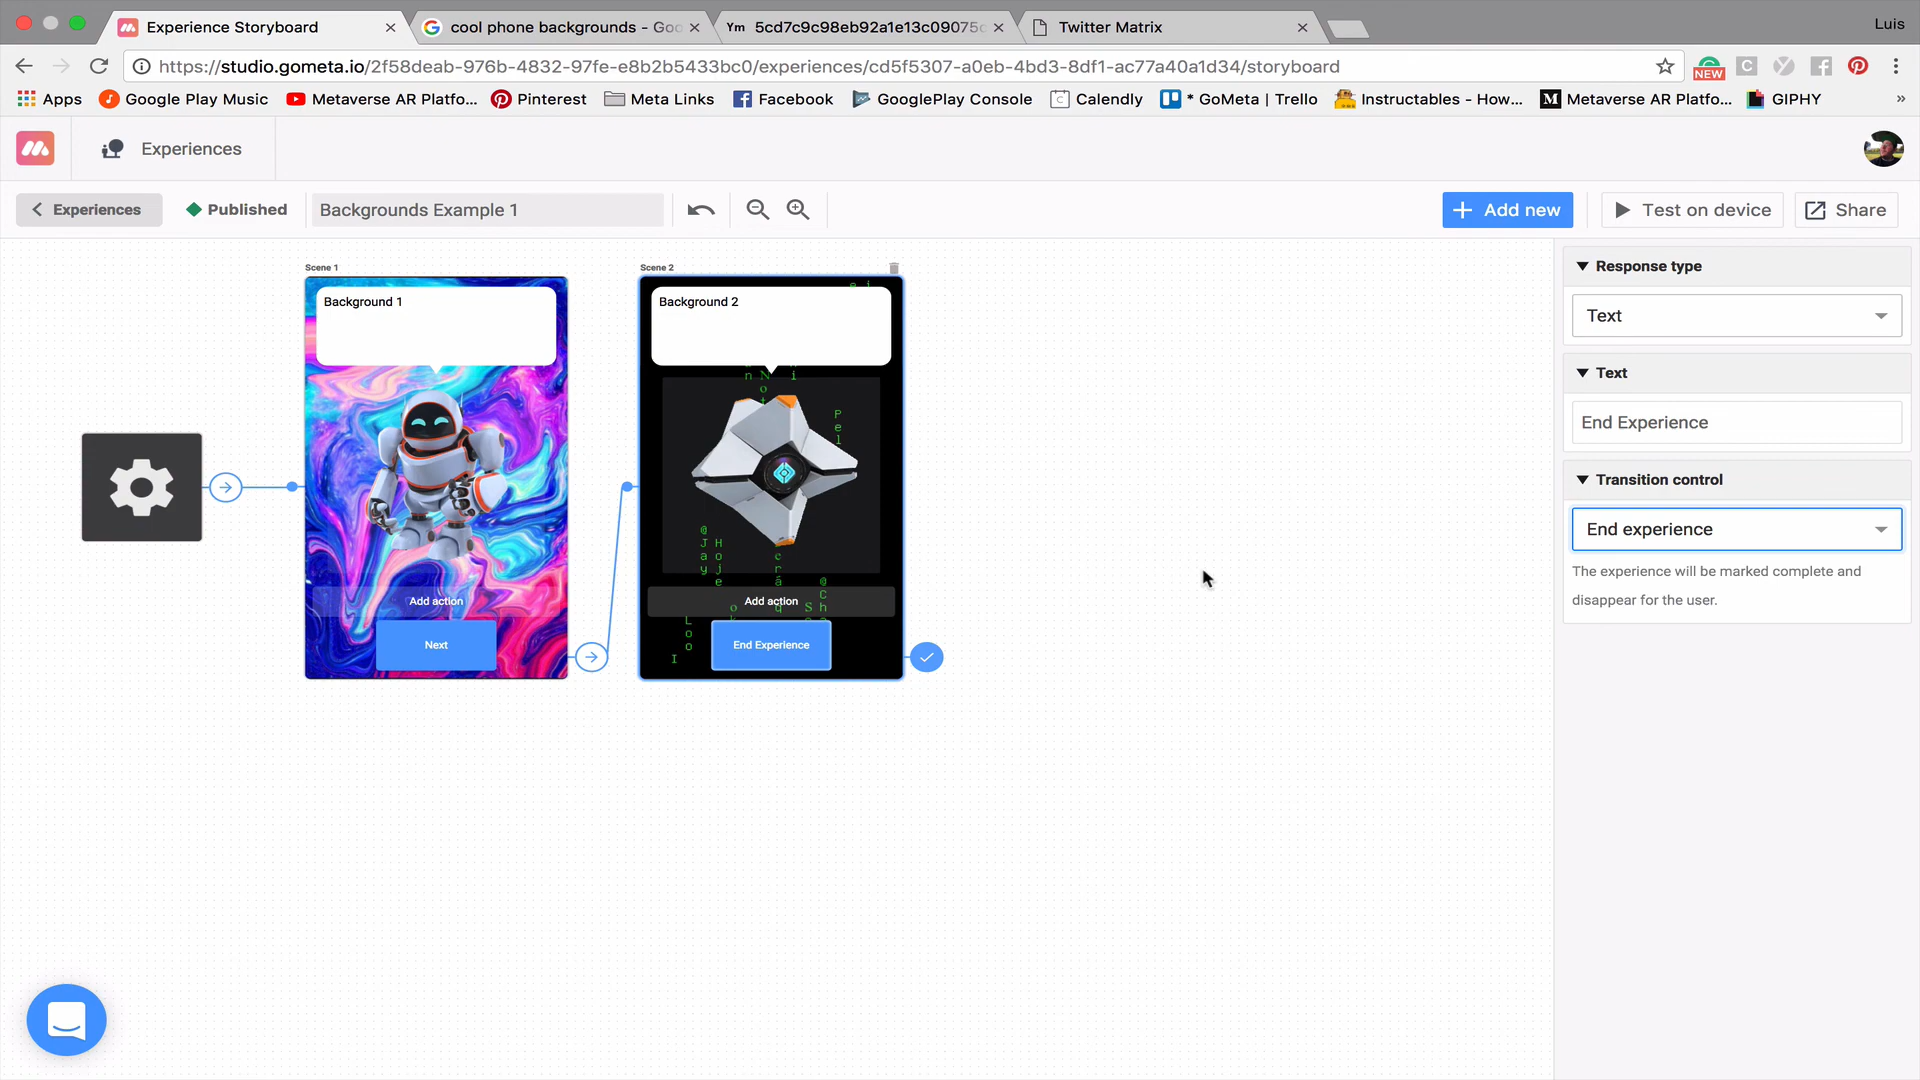 Experience Storyboard
cool phone backgrounds - Goo
Ym 5cd7c9c98eb92a1e13c09075
Twitter Matrix
Luis
https://studio.gometa.io/2f58deab-976b-4832-97fe-e8b2b5433bc0/experiences/cd5f5307-a0eb-4bd3-8df1-ac77a40a1d34/storyboard
NEW
Apps
Google Play Music
Metaverse AR Platfo...
Pinterest
Meta Links
Facebook
GooglePlay Console
Calendly
* GoMeta | Trello
Instructables - How...
Metaverse AR Platfo...
GIPHY
»
Experiences
Experiences
Published
Backgrounds Example 1
Add new
Test on device
Share
Scene 1
Background 1
Add action
Next
Scene 2
Background 2
Add action
End Experience
Response type
Text
Text
End Experience
Transition control
End experience
The experience will be marked complete and
disappear for the user.